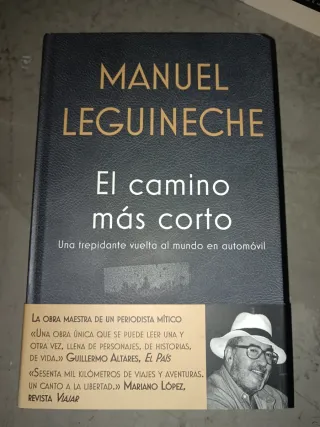 MANUEL
LEGUINECHE
El camino
más corto
Una trepidante vuelta al mundo en automóvil
LA OBRA MAESTRA DE UN PERIODISTA MÍTICO
«UNA OBRA ÚNICA QUE SE PUEDE LEER UNA Y
OTRA VEZ, LLENA DE PERSONAJES, DE HISTORIAS,
DE VIDA.» GUILLERMO ALTARES, EL PAÍS
«SESENTA MIL KILÓMETROS DE VIAJES Y AVENTURAS.
UN CANTO A LA LIBERTAD.» MARIANO LÓPEZ,
REVISTA VIAJAR